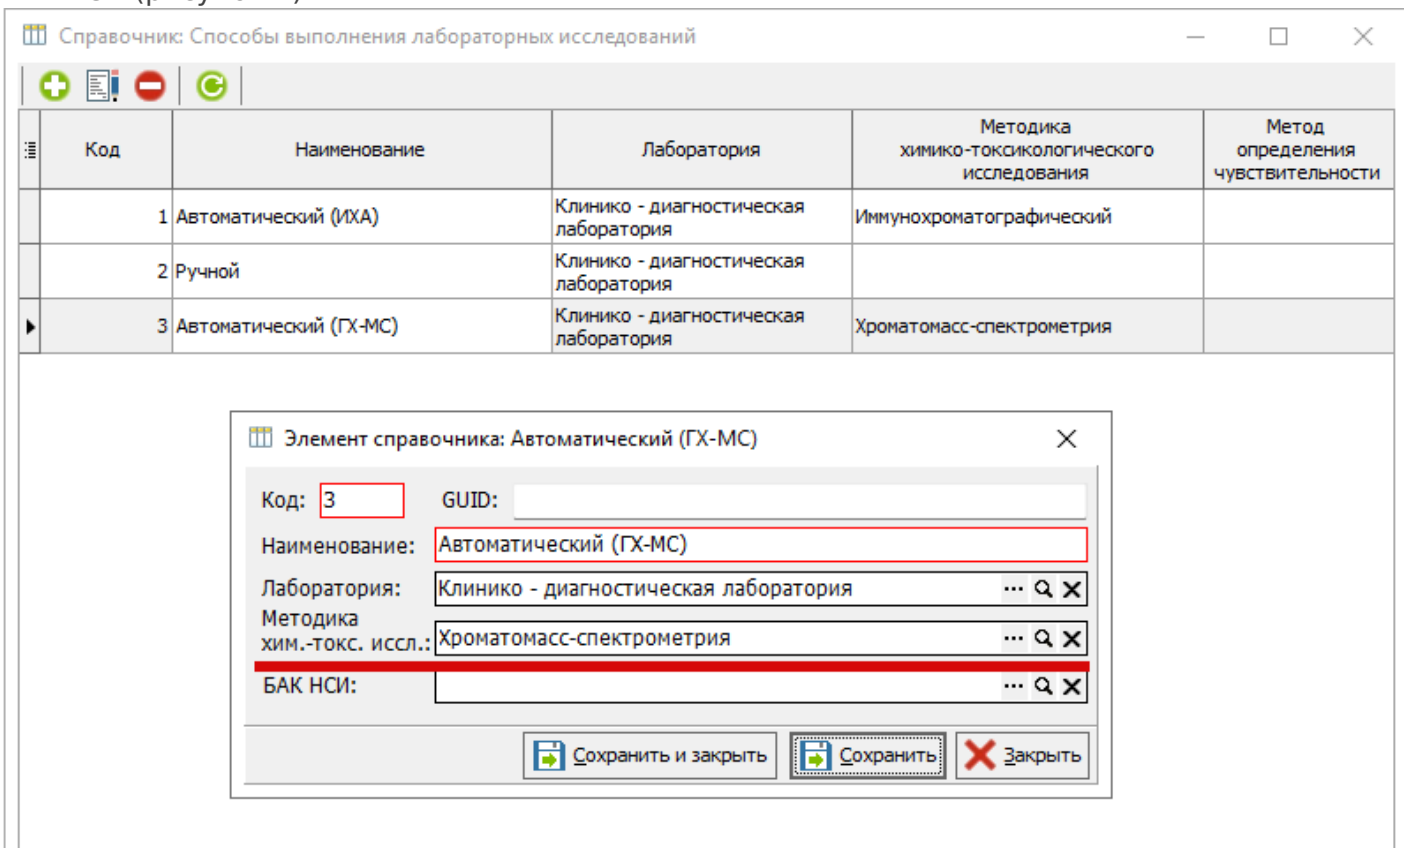 Справочник: Способы выполнения лабораторных исследований
Код
Наименование
Лаборатория
Методика
химико-токсикологического
исследования
Метод
определения
чувствительности
1 Автоматический (ИХА)
Клинико - диагностическая
лаборатория
Иммунохроматографический
2 Ручной
Клинико - диагностическая
лаборатория
3 Автоматический (ГХ-МС)
Клинико - диагностическая
лаборатория
Хроматомасс-спектрометрия
Элемент справочника: Автоматический (ГХ-МС)
Код: 3 GUID:
Наименование: Автоматический (ГХ-МС)
Лаборатория: Клинико - диагностическая лаборатория
Методика
хим.-токс. иссл.: Хроматомасс-спектрометрия
БАК НСИ:
Сохранить и закрыть Сохранить Закрыть